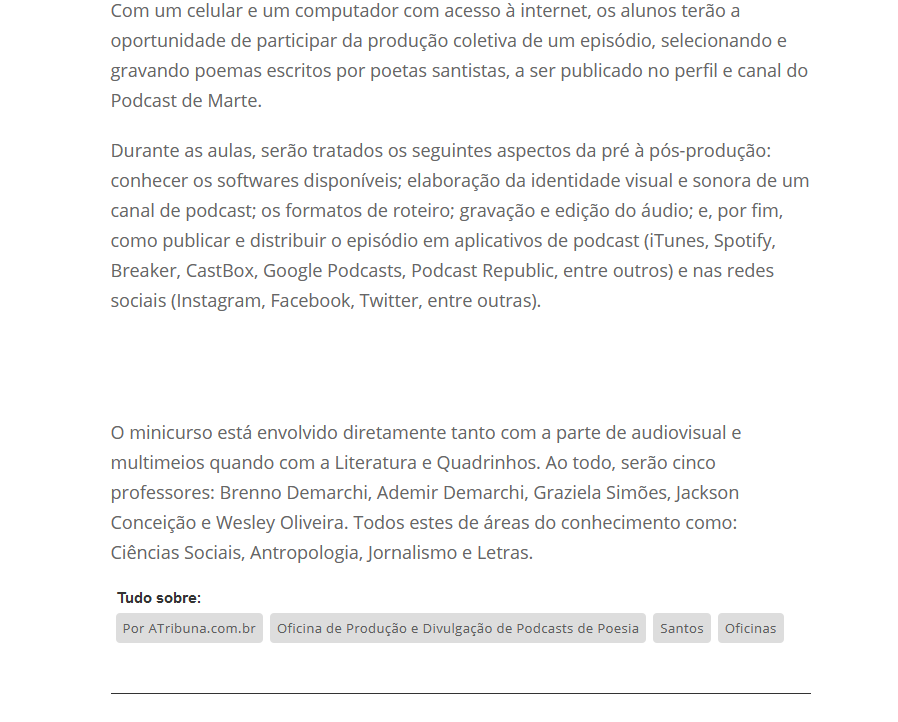 Com um celular e um computador com acesso à internet, os alunos terão a
oportunidade de participar da produção coletiva de um episódio, selecionando e
gravando poemas escritos por poetas santistas, a ser publicado no perfil e canal do
Podcast de Marte.
Durante as aulas, serão tratados os seguintes aspectos da pré à pós-produção:
conhecer os softwares disponíveis; elaboração da identidade visual e sonora de um
canal de podcast; os formatos de roteiro; gravação e edição do áudio; e, por fim,
como publicar e distribuir o episódio em aplicativos de podcast (iTunes, Spotify,
Breaker, CastBox, Google Podcasts, Podcast Republic, entre outros) e nas redes
sociais (Instagram, Facebook, Twitter, entre outras).
O minicurso está envolvido diretamente tanto com a parte de audiovisual e
multimeios quando com a Literatura e Quadrinhos. Ao todo, serão cinco
professores: Brenno Demarchi, Ademir Demarchi, Graziela Simões, Jackson
Conceição e Wesley Oliveira. Todos estes de áreas do conhecimento como:
Ciências Sociais, Antropologia, Jornalismo e Letras.
Tudo sobre:
Por ATribuna.com.br Oficina de Produção e Divulgação de Podcasts de Poesia Santos Oficinas